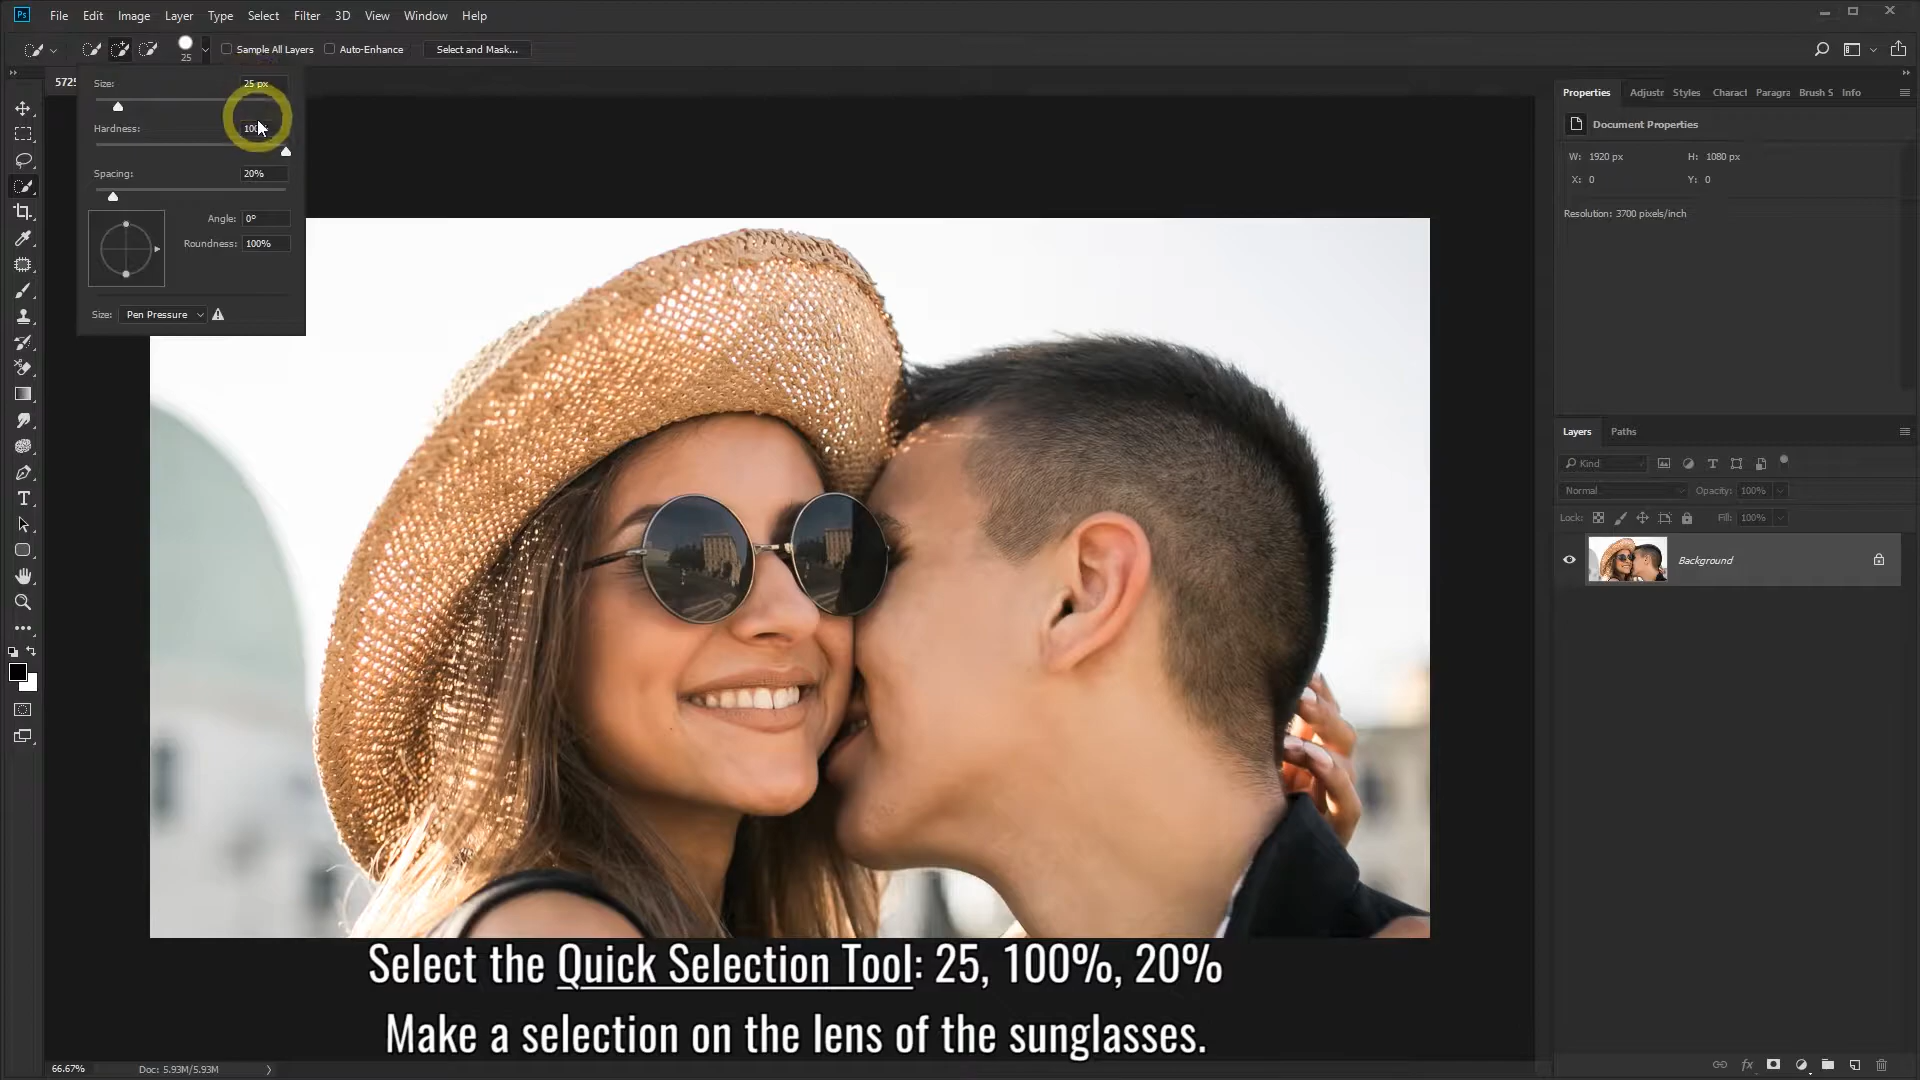 Ps File Edit Image Layer Type Select Filter 3D View Window Help
25 Sample All Layers Auto-Enhance Select and Mask...
5725
Size: 25 px
Hardness: 100%
Spacing: 20%
Angle: 0°
Roundness: 100%
Size: Pen Pressure
Properties Adjustr Styles Charact Paragra Brush S Info
Document Properties
W: 1920 px H: 1080 px
X: 0 Y: 0
Resolution: 3700 pixels/inch
Layers Paths
Kind
Normal Opacity: 100%
Lock: Fill: 100%
Background
fx
Select the Quick Selection Tool: 25, 100%, 20%
Make a selection on the lens of the sunglasses.
66.67% Doc: 5.93M/5.93M